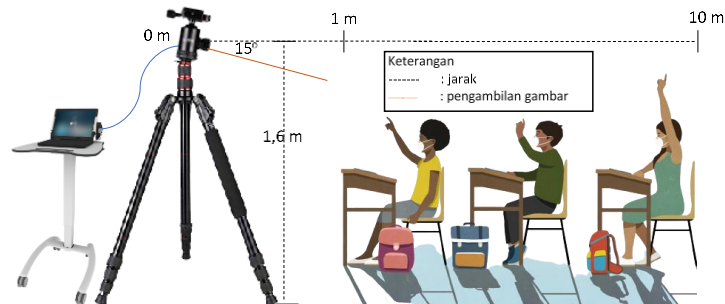 1 m
10 m
0 m
15°
Keterangan
: jarak
: pengambilan gambar
1,6 m